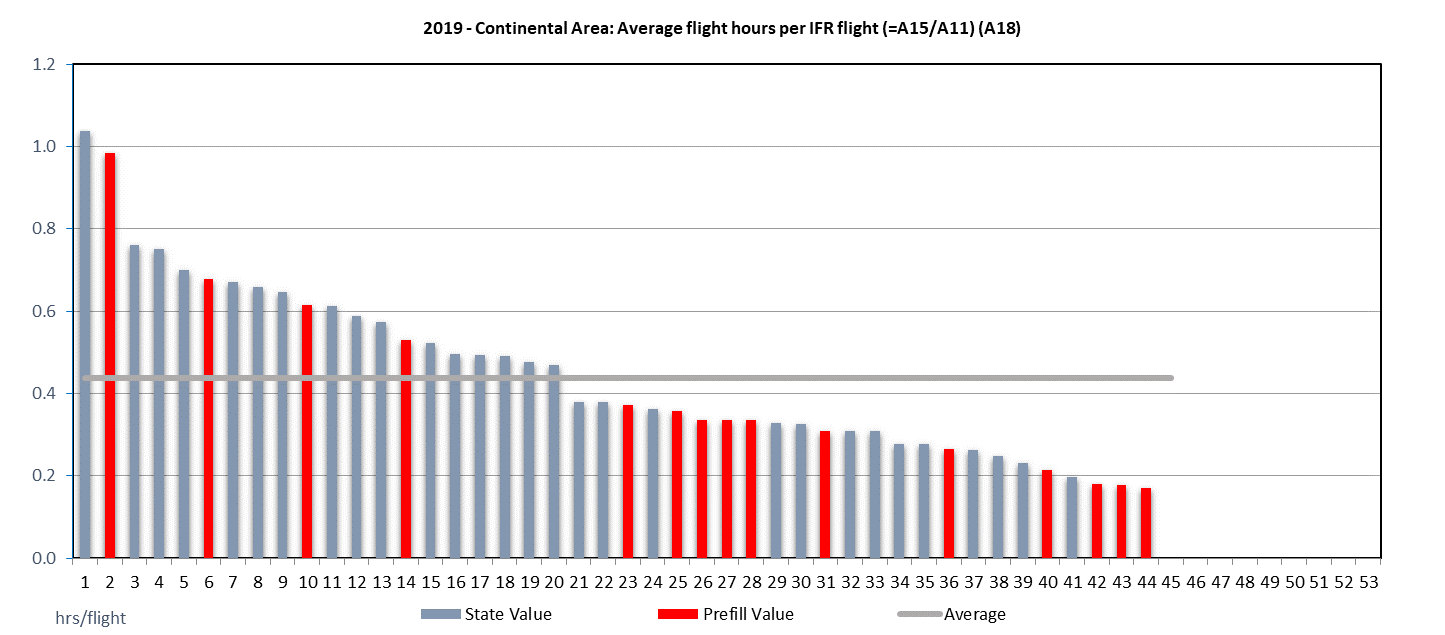 2019 - Continental Area: Average flight hours per IFR flight (=A15/A11) (A18)
1.2
1.0
0.8
0.6
0.4
0.2
0.0
1 2 3 4 5 6 7 8 9 10 11 12 13 14 15 16 17 18 19 20 21 22 23 24 25 26 27 28 29 30 31 32 33 34 35 36 37 38 39 40 41 42 43 44 45 46 47 48 49 50 51 52 53
hrs/flight State Value Prefill Value Average